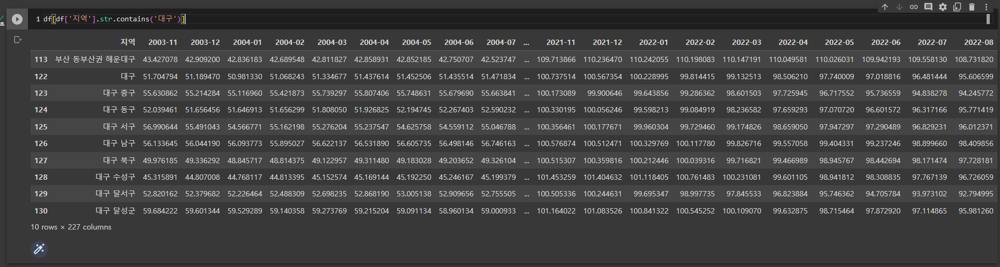 초
1 df[df['지역'].str.contains('대구')]
지역 2003-11 2003-12 2004-01 2004-02 2004-03 2004-04 2004-05 2004-06 2004-07 ... 2021-11 2021-12 2022-01 2022-02 2022-03 2022-04 2022-05 2022-06 2022-07 2022-08
113 부산 동부산권 해운대구 43.427078 42.909200 42.836183 42.689548 42.811827 42.858931 42.852185 42.750707 42.523747 ... 109.713866 110.236470 110.242055 110.198083 110.147191 110.049581 110.026031 109.942193 109.558130 108.731820
122 대구 51.704794 51.189470 50.981330 51.068243 51.334677 51.437614 51.452506 51.435514 51.471834 ... 100.737514 100.567354 100.228995 99.814415 99.132513 98.506210 97.740009 97.018816 96.481444 95.606599
123 대구 중구 55.630862 55.214284 55.116960 55.421873 55.739297 55.807406 55.748631 55.679690 55.663841 ... 100.173089 99.900646 99.643856 99.286362 98.601503 97.725945 96.717552 95.736559 94.838278 94.245772
124 대구 동구 52.039461 51.656456 51.646913 51.656299 51.808050 51.926825 52.194745 52.267403 52.590232 ... 100.330195 100.056246 99.598213 99.084919 98.236582 97.659293 97.070720 96.601572 96.317166 95.771419
125 대구 서구 56.990644 55.491043 54.566771 55.162198 55.276204 55.237547 54.625758 54.559112 55.046788 ... 100.356461 100.177671 99.960304 99.729460 99.174826 98.659050 97.947297 97.290489 96.829231 96.012371
126 대구 남구 56.133645 56.044190 56.093773 55.895027 56.622137 56.531890 56.605735 56.498146 56.746163 ... 100.576874 100.512471 100.329769 100.117780 99.826716 99.557058 99.404331 99.237246 98.899660 98.409856
127 대구 북구 49.976185 49.336292 48.845717 48.814375 49.122957 49.311480 49.183028 49.203652 49.326104 ... 100.515307 100.359816 100.212446 100.039316 99.716821 99.466989 98.945767 98.442694 98.171474 97.728181
128 대구 수성구 45.315891 44.807008 44.768117 44.813395 45.152574 45.169144 45.192250 45.246167 45.199379 ... 101.453259 101.404632 101.118405 100.761483 100.231081 99.601105 98.941812 98.308835 97.767139 96.726059
129 대구 달서구 52.820162 52.379682 52.226464 52.488309 52.698235 52.868190 53.005138 52.909656 52.755505 ... 100.505336 100.244631 99.695347 98.997735 97.845533 96.823884 95.746362 94.705784 93.973102 92.794995
130 대구 달성군 59.684222 59.601344 59.529289 59.140358 59.273769 59.215204 59.091134 58.960134 59.000933 ... 101.164022 101.083526 100.841322 100.545252 100.109070 99.632875 98.715464 97.872920 97.114865 95.981260
10 rows × 227 columns